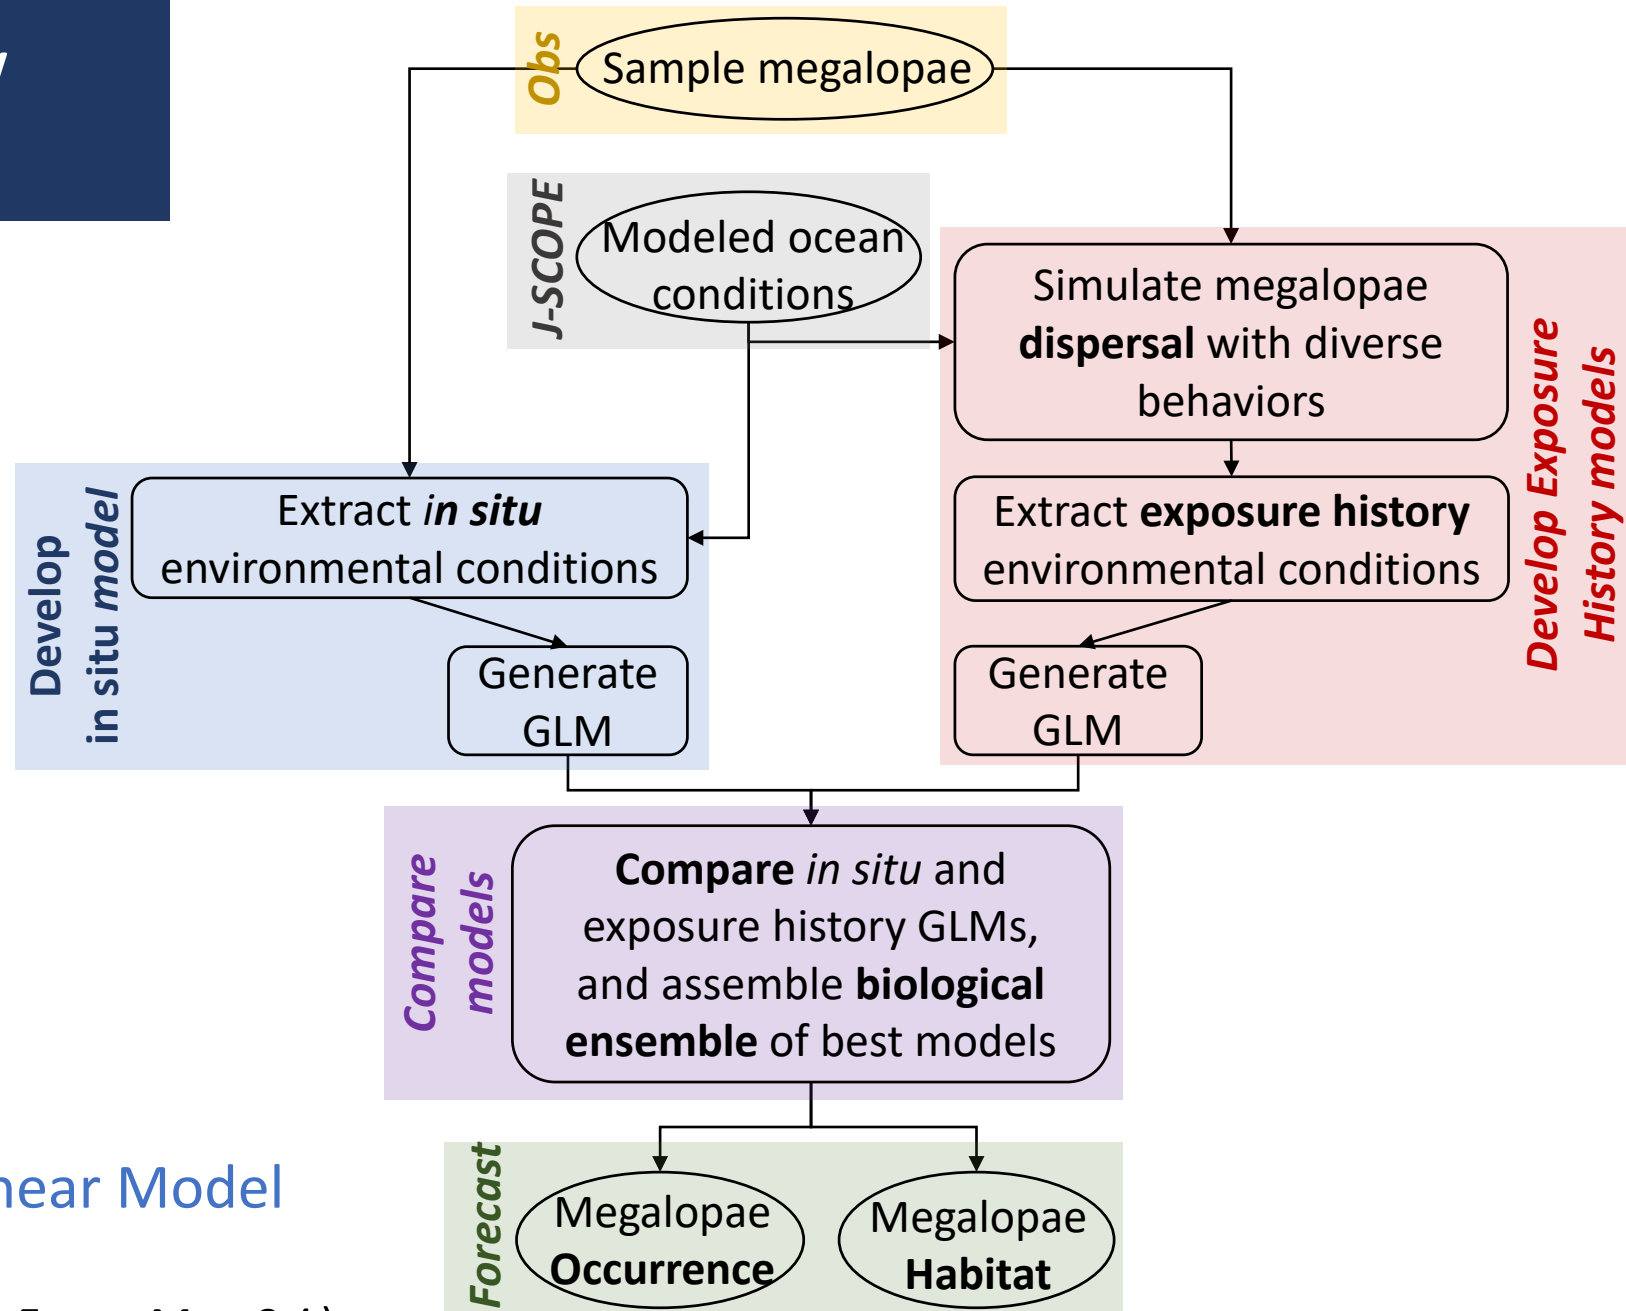 Obs
Sample megalopae
J-SCOPE
Modeled ocean
conditions
Simulate megalopae
dispersal with diverse
behaviors
Extract exposure history
environmental conditions
Generate
GLM
Develop Exposure
History models
Develop
in situ model
Extract in situ
environmental conditions
Generate
GLM
Compare
models
Compare in situ and
exposure history GLMs,
and assemble biological
ensemble of best models
Forecast
Megalopae
Occurrence
Megalopae
Habitat
near Model